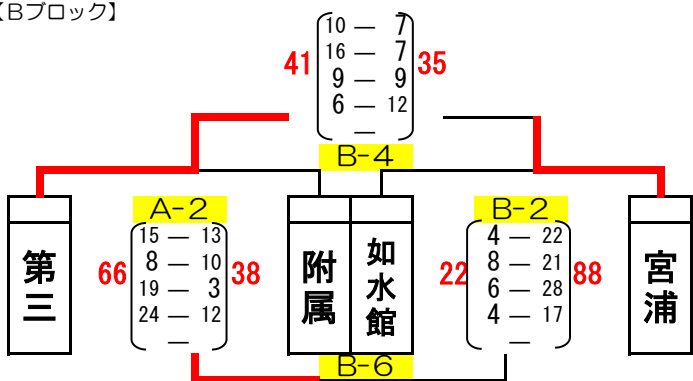 【Bブロック】
10 — 7
16 — 7
9 — 9
6 — 12
—
41
35
B-4
A-2
15 — 13
8 — 10
19 — 3
24 — 12
—
66
38
B-2
4 — 22
8 — 21
6 — 28
4 — 17
—
22
88
第三
附属
如水館
宮浦
B-6